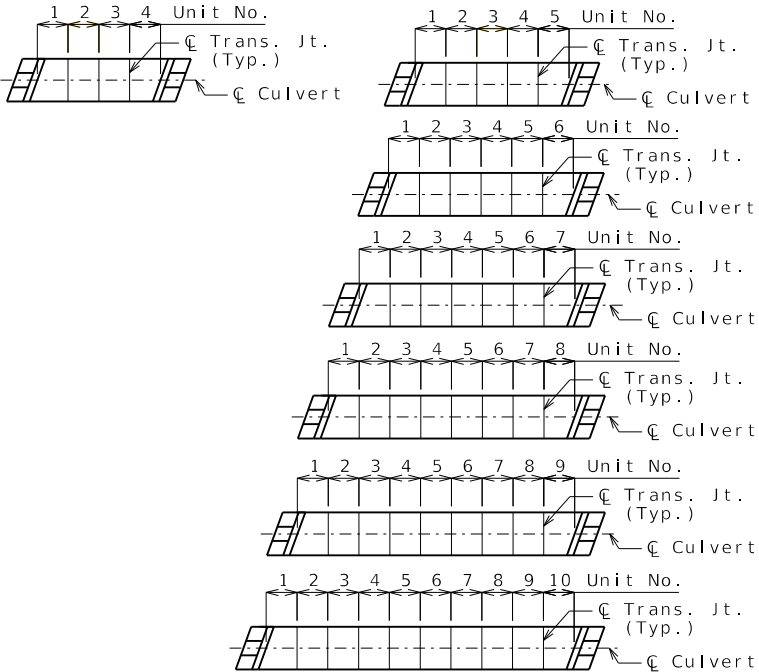 1 2 3 4 Unit No.
℄ Trans. Jt.
(Typ.)
℄ Culvert
1 2 3 4 5 Unit No.
℄ Trans. Jt.
(Typ.)
℄ Culvert
1 2 3 4 5 6 Unit No.
℄ Trans. Jt.
(Typ.)
℄ Culvert
1 2 3 4 5 6 7 Unit No.
℄ Trans. Jt.
(Typ.)
℄ Culvert
1 2 3 4 5 6 7 8 Unit No.
℄ Trans. Jt.
(Typ.)
℄ Culvert
1 2 3 4 5 6 7 8 9 Unit No.
℄ Trans. Jt.
(Typ.)
℄ Culvert
1 2 3 4 5 6 7 8 9 10 Unit No.
℄ Trans. Jt.
(Typ.)
℄ Culvert